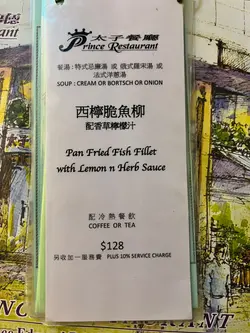 太子餐廳
Prince Restaurant
餐湯：特式忌廉湯 或 俄式羅宋湯 或
法式洋蔥湯
SOUP : CREAM OR BORTSCH OR ONION
西檸脆魚柳
配香草檸檬汁
Pan Fried Fish Fillet
with Lemon n Herb Sauce
配 冷 熱 餐 飲
COFFEE OR TEA
$128
另收加一服務費 PLUS 10% SERVICE CHARGE